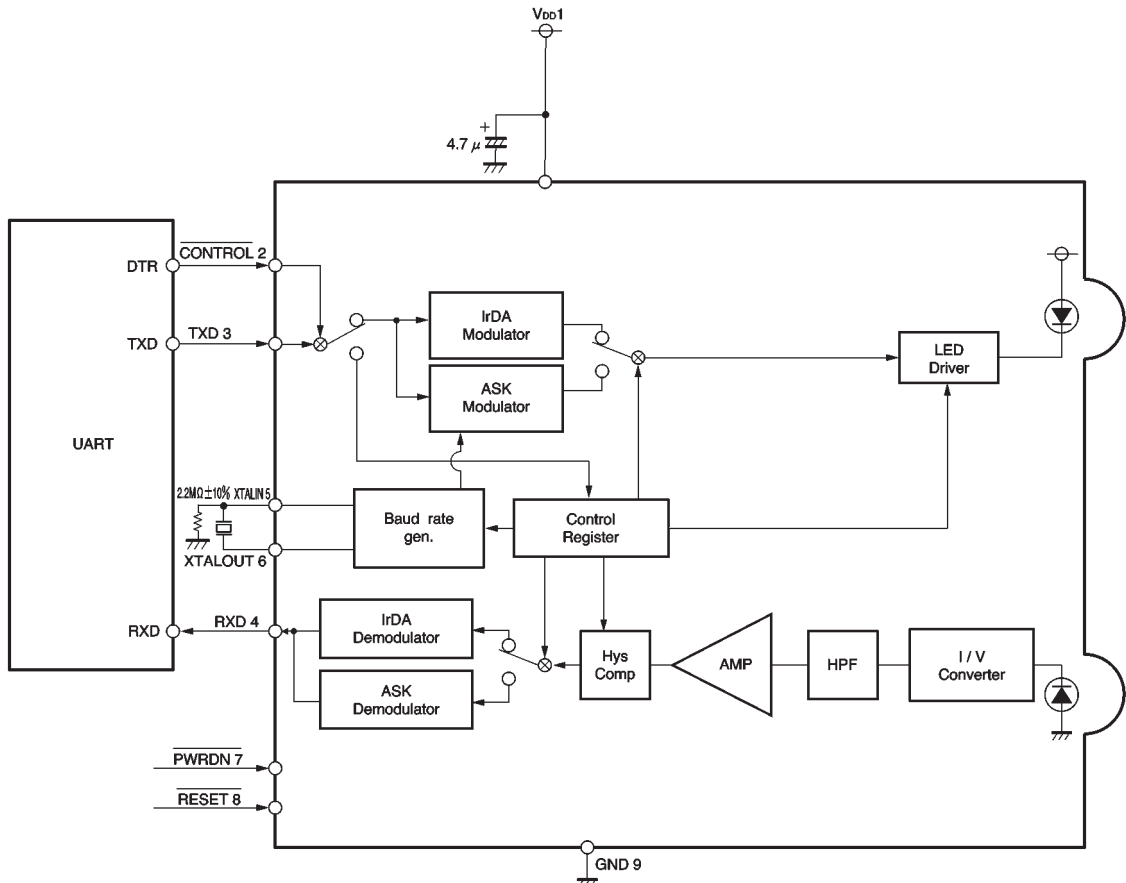 VDD1
4.7 μ
+
DTR
CONTROL 2
TXD
TXD 3
IrDA
Modulator
ASK
Modulator
LED
Driver
UART
2.2MΩ±10% XTALIN 5
XTALOUT 6
Baud rate
gen.
Control
Register
RXD
RXD 4
IrDA
Demodulator
ASK
Demodulator
Hys
Comp
AMP
HPF
I / V
Converter
PWRDN 7
RESET 8
GND 9